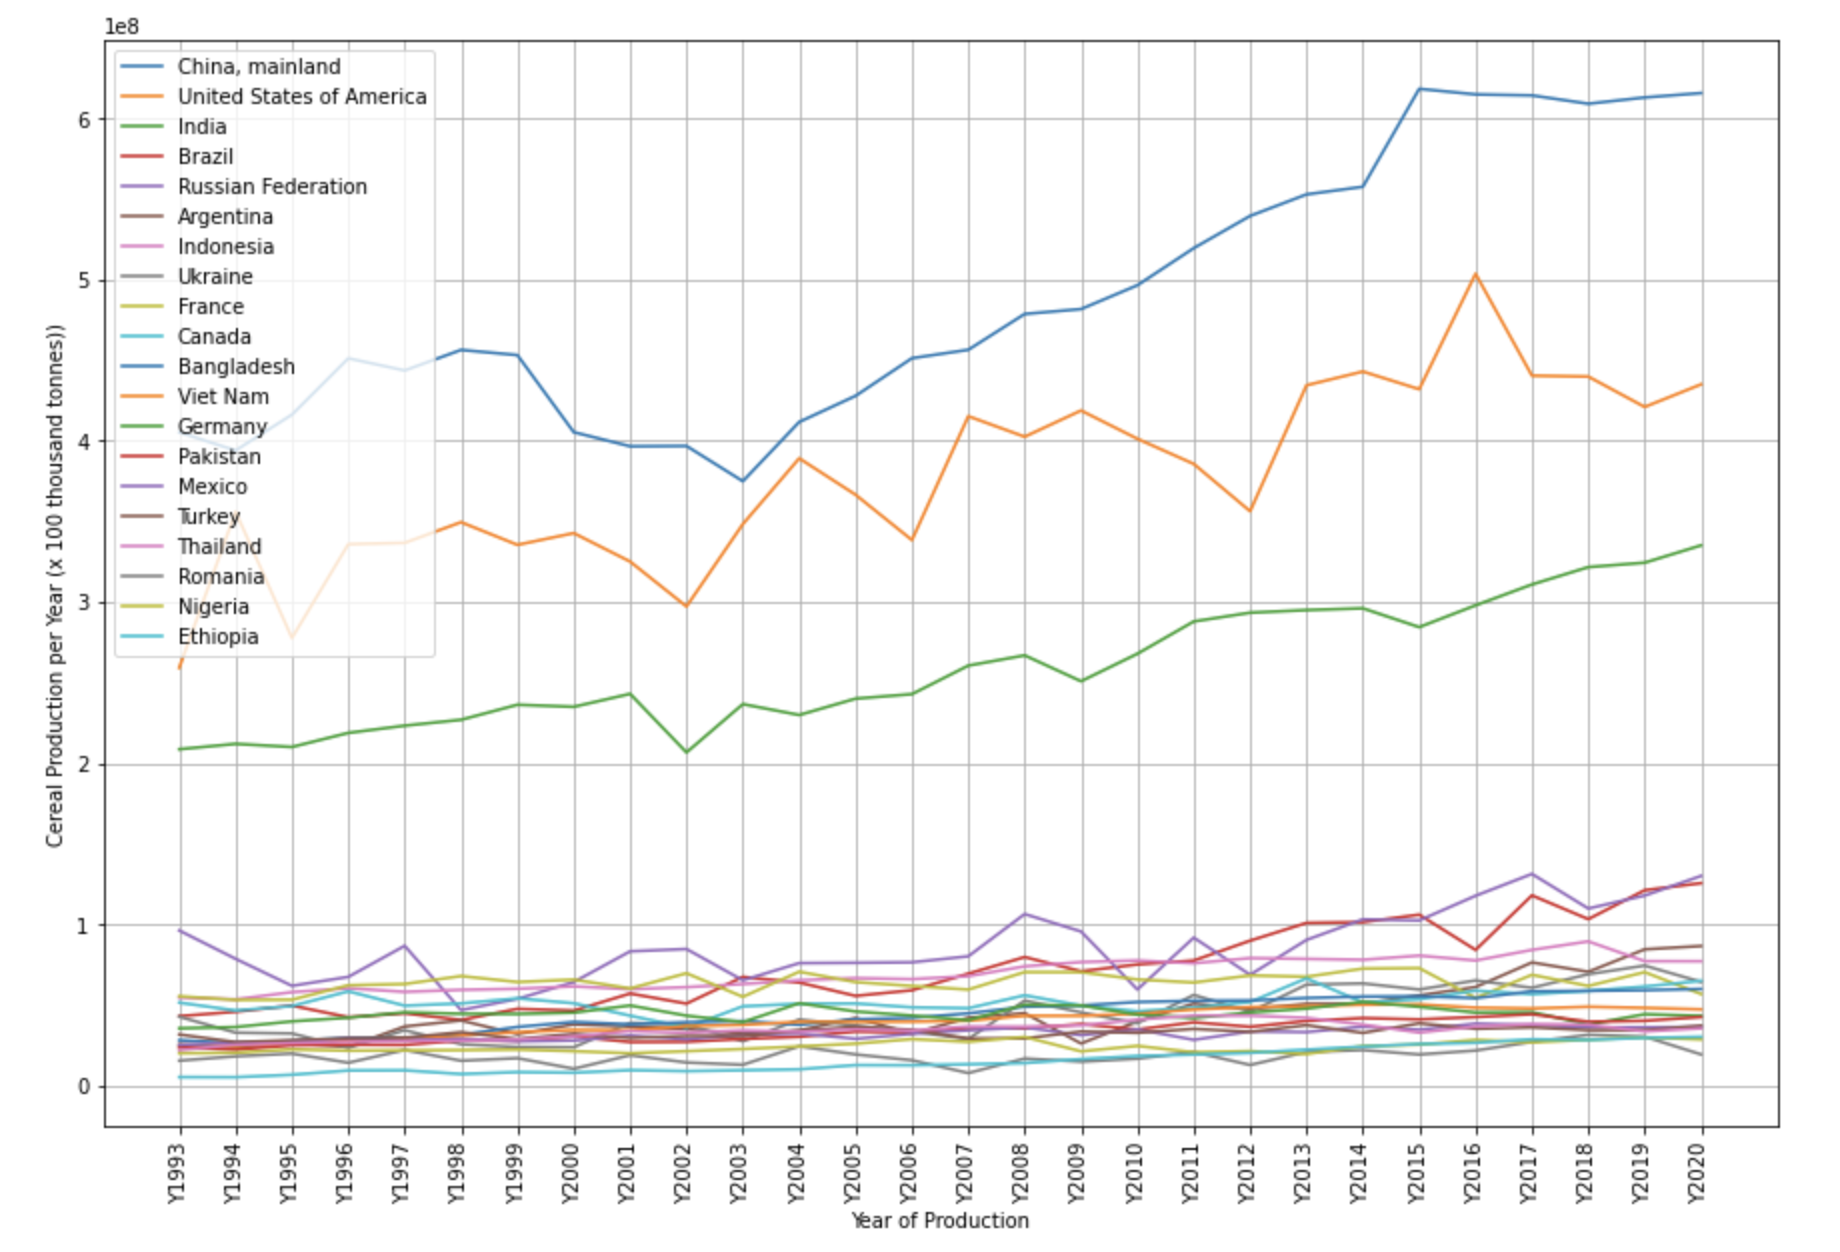 1e8
China, mainland
United States of America
India
Brazil
Russian Federation
Argentina
Indonesia
Ukraine
France
Canada
Bangladesh
Viet Nam
Germany
Pakistan
Mexico
Turkey
Thailand
Romania
Nigeria
Ethiopia
6
5
4
3
2
1
0
Cereal Production per Year (x 100 thousand tonnes))
Y1993 Y1994 Y1995 Y1996 Y1997 Y1998 Y1999 Y2000 Y2001 Y2002 Y2003 Y2004 Y2005 Y2006 Y2007 Y2008 Y2009 Y2010 Y2011 Y2012 Y2013 Y2014 Y2015 Y2016 Y2017 Y2018 Y2019 Y2020
Year of Production